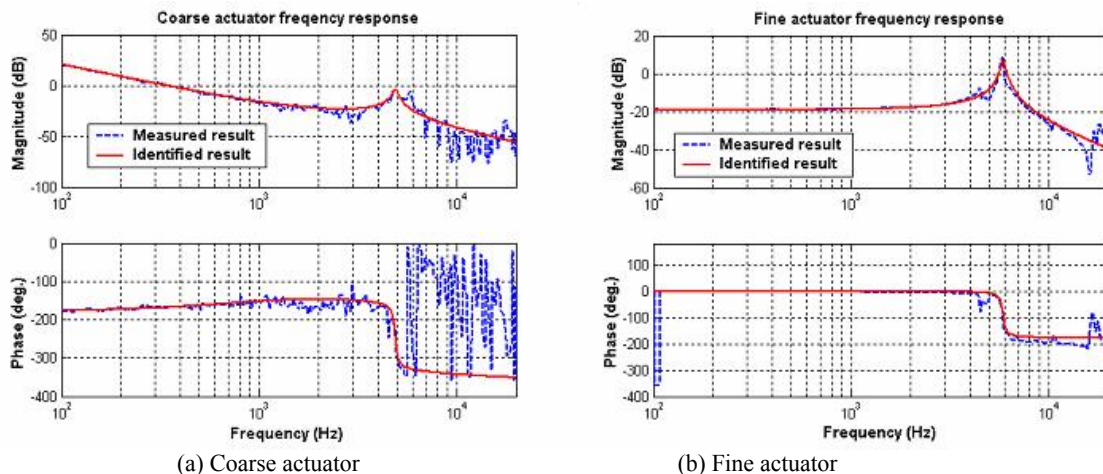 Coarse actuator freqency response
50
0
-50
-100
Magnitude (dB)
Measured result
Identified result
10^2
10^3
10^4
0
-100
-200
-300
-400
Phase (deg.)
10^2
10^3
10^4
Frequency (Hz)
(a) Coarse actuator
Fine actuator frequency response
20
0
-20
-40
-60
Magnitude (dB)
Measured result
Identified result
10^2
10^3
10^4
100
0
-100
-200
-300
-400
Phase (deg.)
10^2
10^3
10^4
Frequency (Hz)
(b) Fine actuator